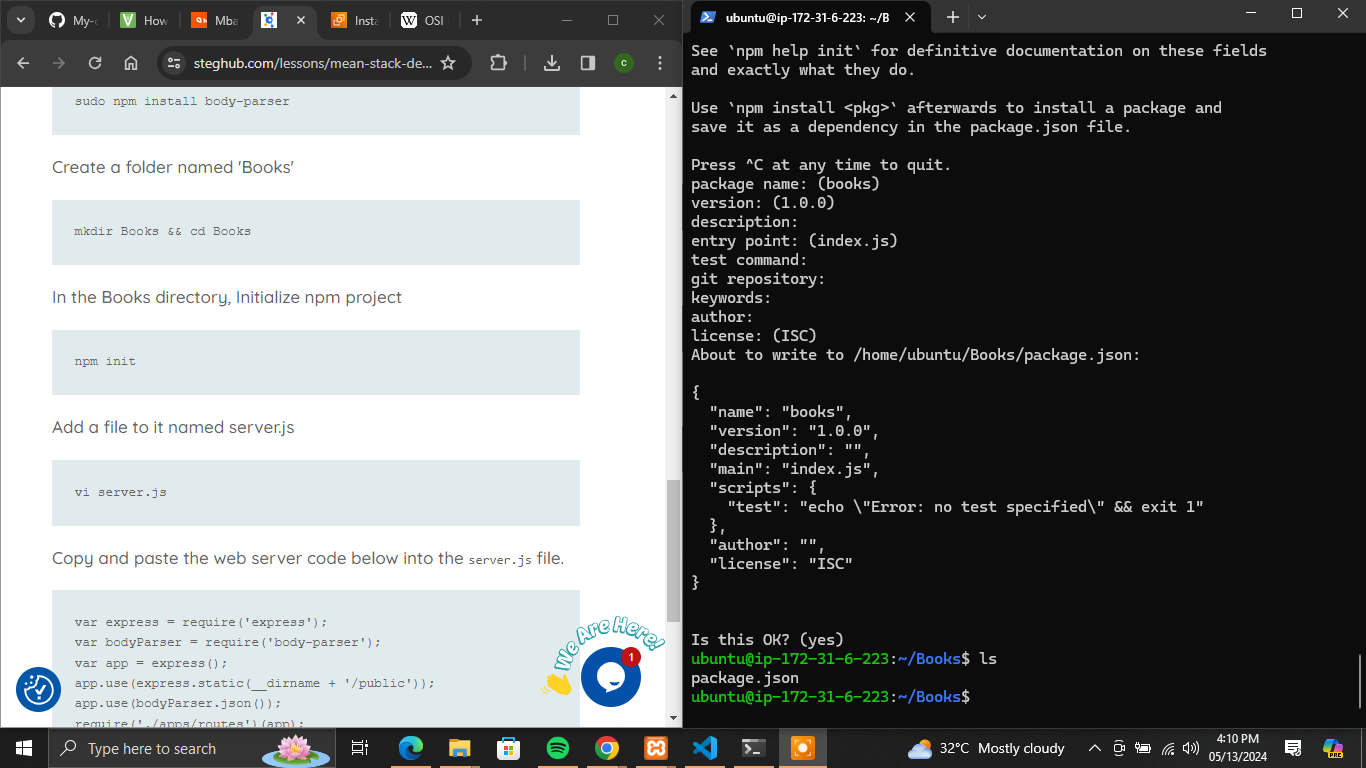 My-c
How
Mba
Insta
OSI
steghub.com/lessons/mean-stack-de...
c
sudo npm install body-parser
Create a folder named 'Books'
mkdir Books && cd Books
In the Books directory, Initialize npm project
npm init
Add a file to it named server.js
vi server.js
Copy and paste the web server code below into the server.js file.
var express = require('express');
var bodyParser = require('body-parser');
var app = express();
app.use(express.static(__dirname + '/public'));
app.use(bodyParser.json());
require('./apps/routes')(app);
We Are Here!
1
ubuntu@ip-172-31-6-223: ~/B
See `npm help init` for definitive documentation on these fields
and exactly what they do.
Use `npm install <pkg>` afterwards to install a package and
save it as a dependency in the package.json file.
Press ^C at any time to quit.
package name: (books)
version: (1.0.0)
description:
entry point: (index.js)
test command:
git repository:
keywords:
author:
license: (ISC)
About to write to /home/ubuntu/Books/package.json:
{
"name": "books",
"version": "1.0.0",
"description": "",
"main": "index.js",
"scripts": {
"test": "echo \"Error: no test specified\" && exit 1"
},
"author": "",
"license": "ISC"
}
Is this OK? (yes)
ubuntu@ip-172-31-6-223:~/Books$ ls
package.json
ubuntu@ip-172-31-6-223:~/Books$
Type here to search
32°C Mostly cloudy
4:10 PM
05/13/2024
PRE